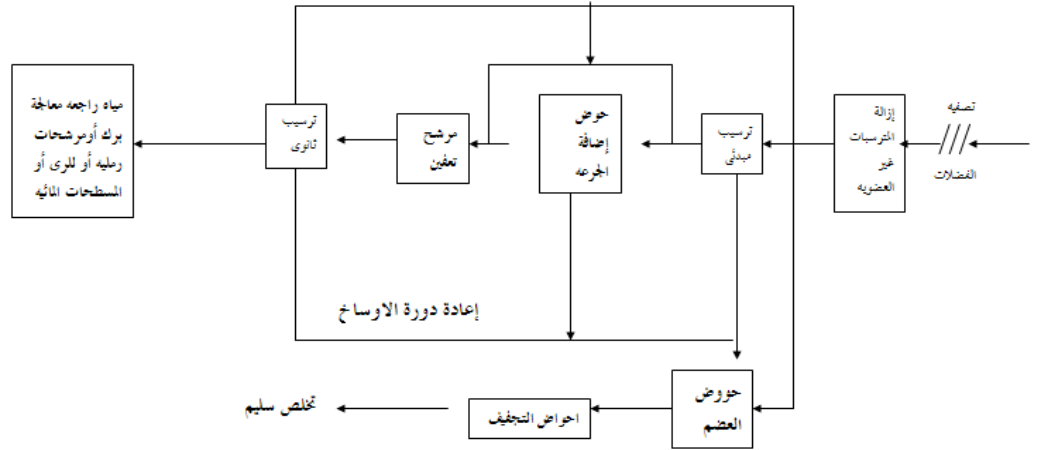 تصفيه
الفضلات
إزالة
المترسبات
غير
العضويه
ترسيب
مبدئى
حوض
إضافة
الجرعه
مرشح
تعفين
ترسيب
ثانوى
مياه راجعه معالجة
برك أومرشحات
رمليه أو للرى أو
المسطحات المائيه
إعادة دورة الاوساخ
حووض
العضم
احواض التجفيف
تخلص سليم